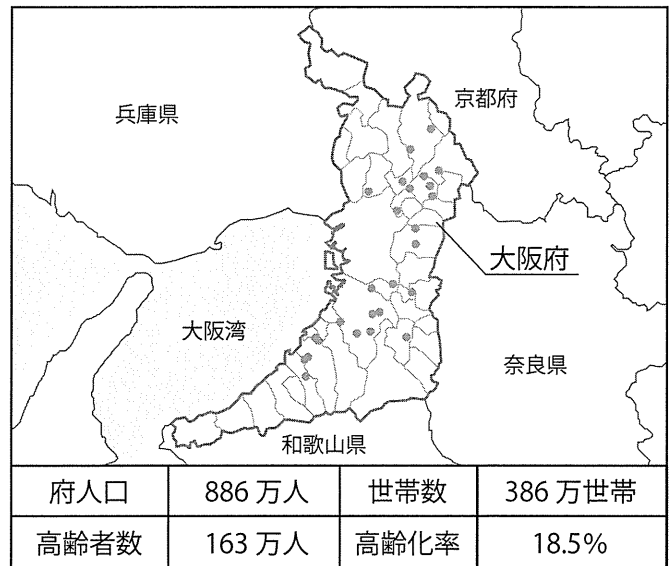 兵庫県
京都府
大阪府
大阪湾
奈良県
和歌山県
府人口 886 万人 世帯数 386 万世帯
高齢者数 163 万人 高齢化率 18.5%